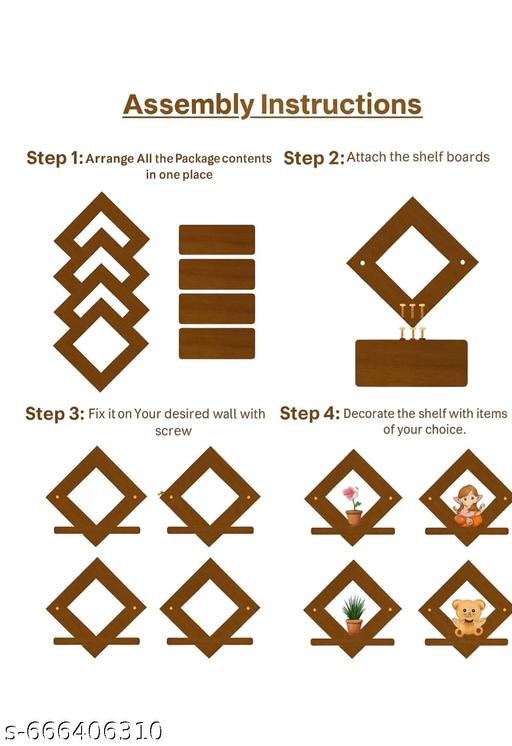 Assembly Instructions
Step 1: Arrange All the Package contents
in one place
Step 2: Attach the shelf boards
Step 3: Fix it on Your desired wall with
screw
Step 4: Decorate the shelf with items
of your choice.
s-666406310